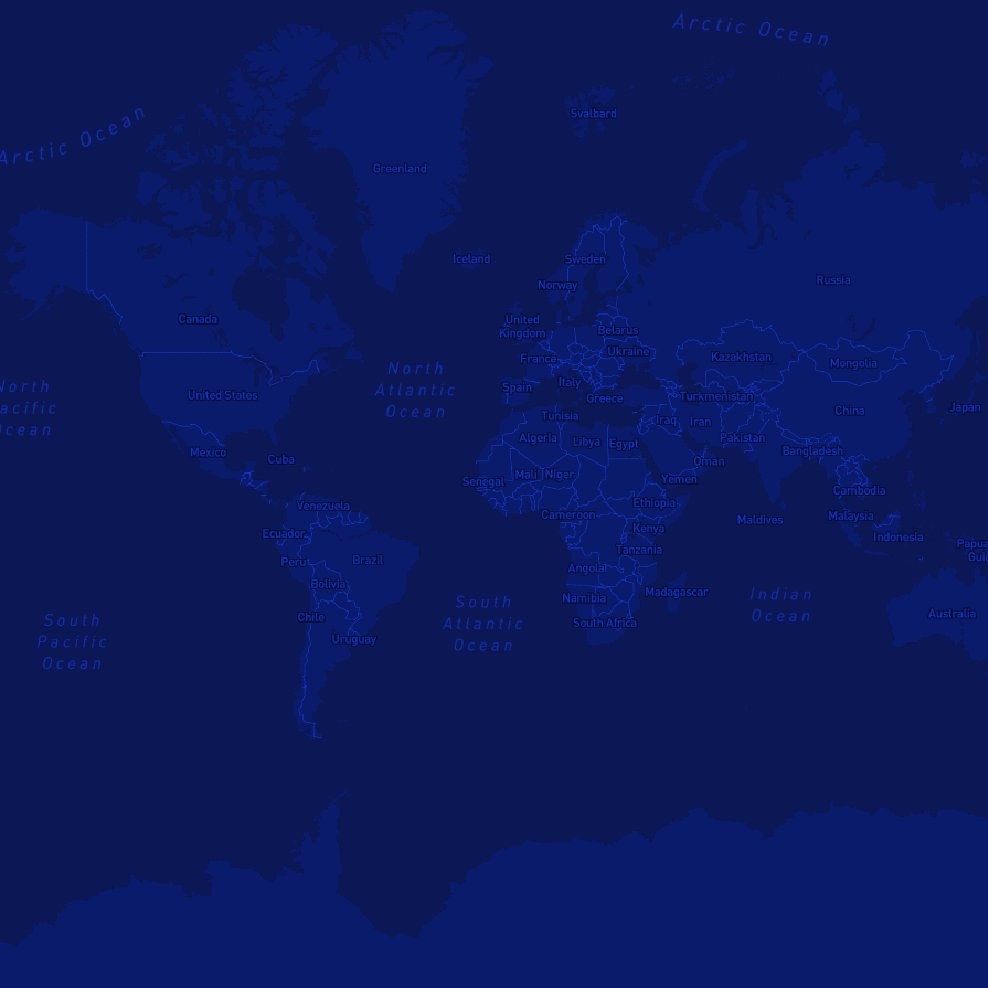 Arctic Ocean
Arctic Ocean
Svalbard
Greenland
Iceland
Sweden
Norway
Russia
Canada
United
Kingdom
Belarus
Ukraine
France
Kazakhstan
Mongolia
North
Atlantic
Ocean
North
acific
cean
United States
Spain
Italy
Greece
Turkmenistan
China
Japan
Tunisia
Iraq
Iran
Algeria
Libya
Egypt
Pakistan
Bangladesh
Mexico
Cuba
Oman
Mali
Niger
Senegal
Yemen
Cambodia
Venezuela
Ethiopia
Cameroon
Maldives
Malaysia
Ecuador
Kenya
Indonesia
Papua
Gui
Peru
Brazil
Tanzania
Angola
Bolivia
Namibia
Madagascar
Indian
Ocean
South
Atlantic
Ocean
Chile
South Africa
Australia
South
Pacific
Ocean
Uruguay